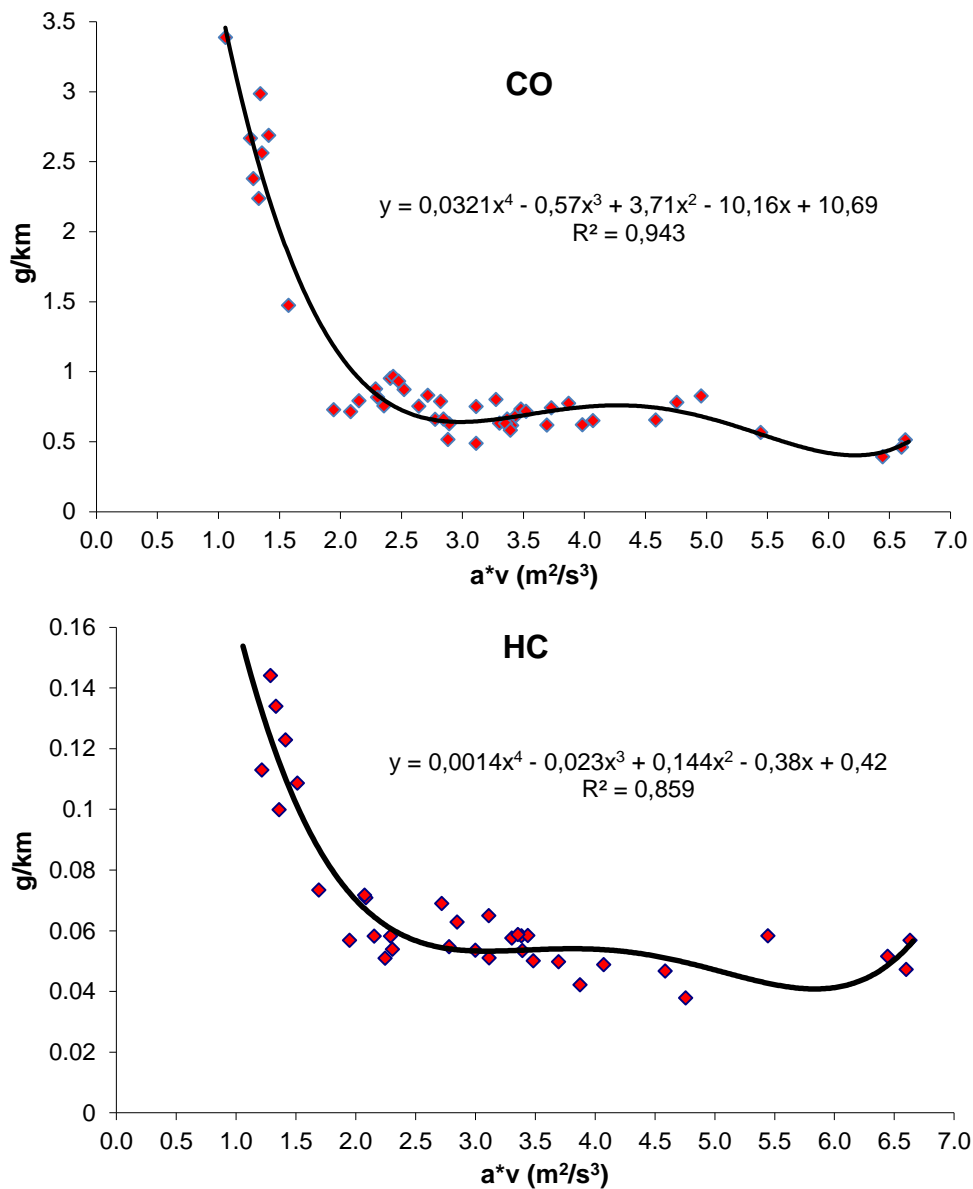 3.5
3
2.5
2
1.5
1
0.5
0
g/km
CO
y = 0,0321x⁴ - 0,57x³ + 3,71x² - 10,16x + 10,69
R² = 0,943
0.0 0.5 1.0 1.5 2.0 2.5 3.0 3.5 4.0 4.5 5.0 5.5 6.0 6.5 7.0
a*v (m²/s³)
0.16
0.14
0.12
0.1
0.08
0.06
0.04
0.02
0
g/km
HC
y = 0,0014x⁴ - 0,023x³ + 0,144x² - 0,38x + 0,42
R² = 0,859
0.0 0.5 1.0 1.5 2.0 2.5 3.0 3.5 4.0 4.5 5.0 5.5 6.0 6.5 7.0
a*v (m²/s³)